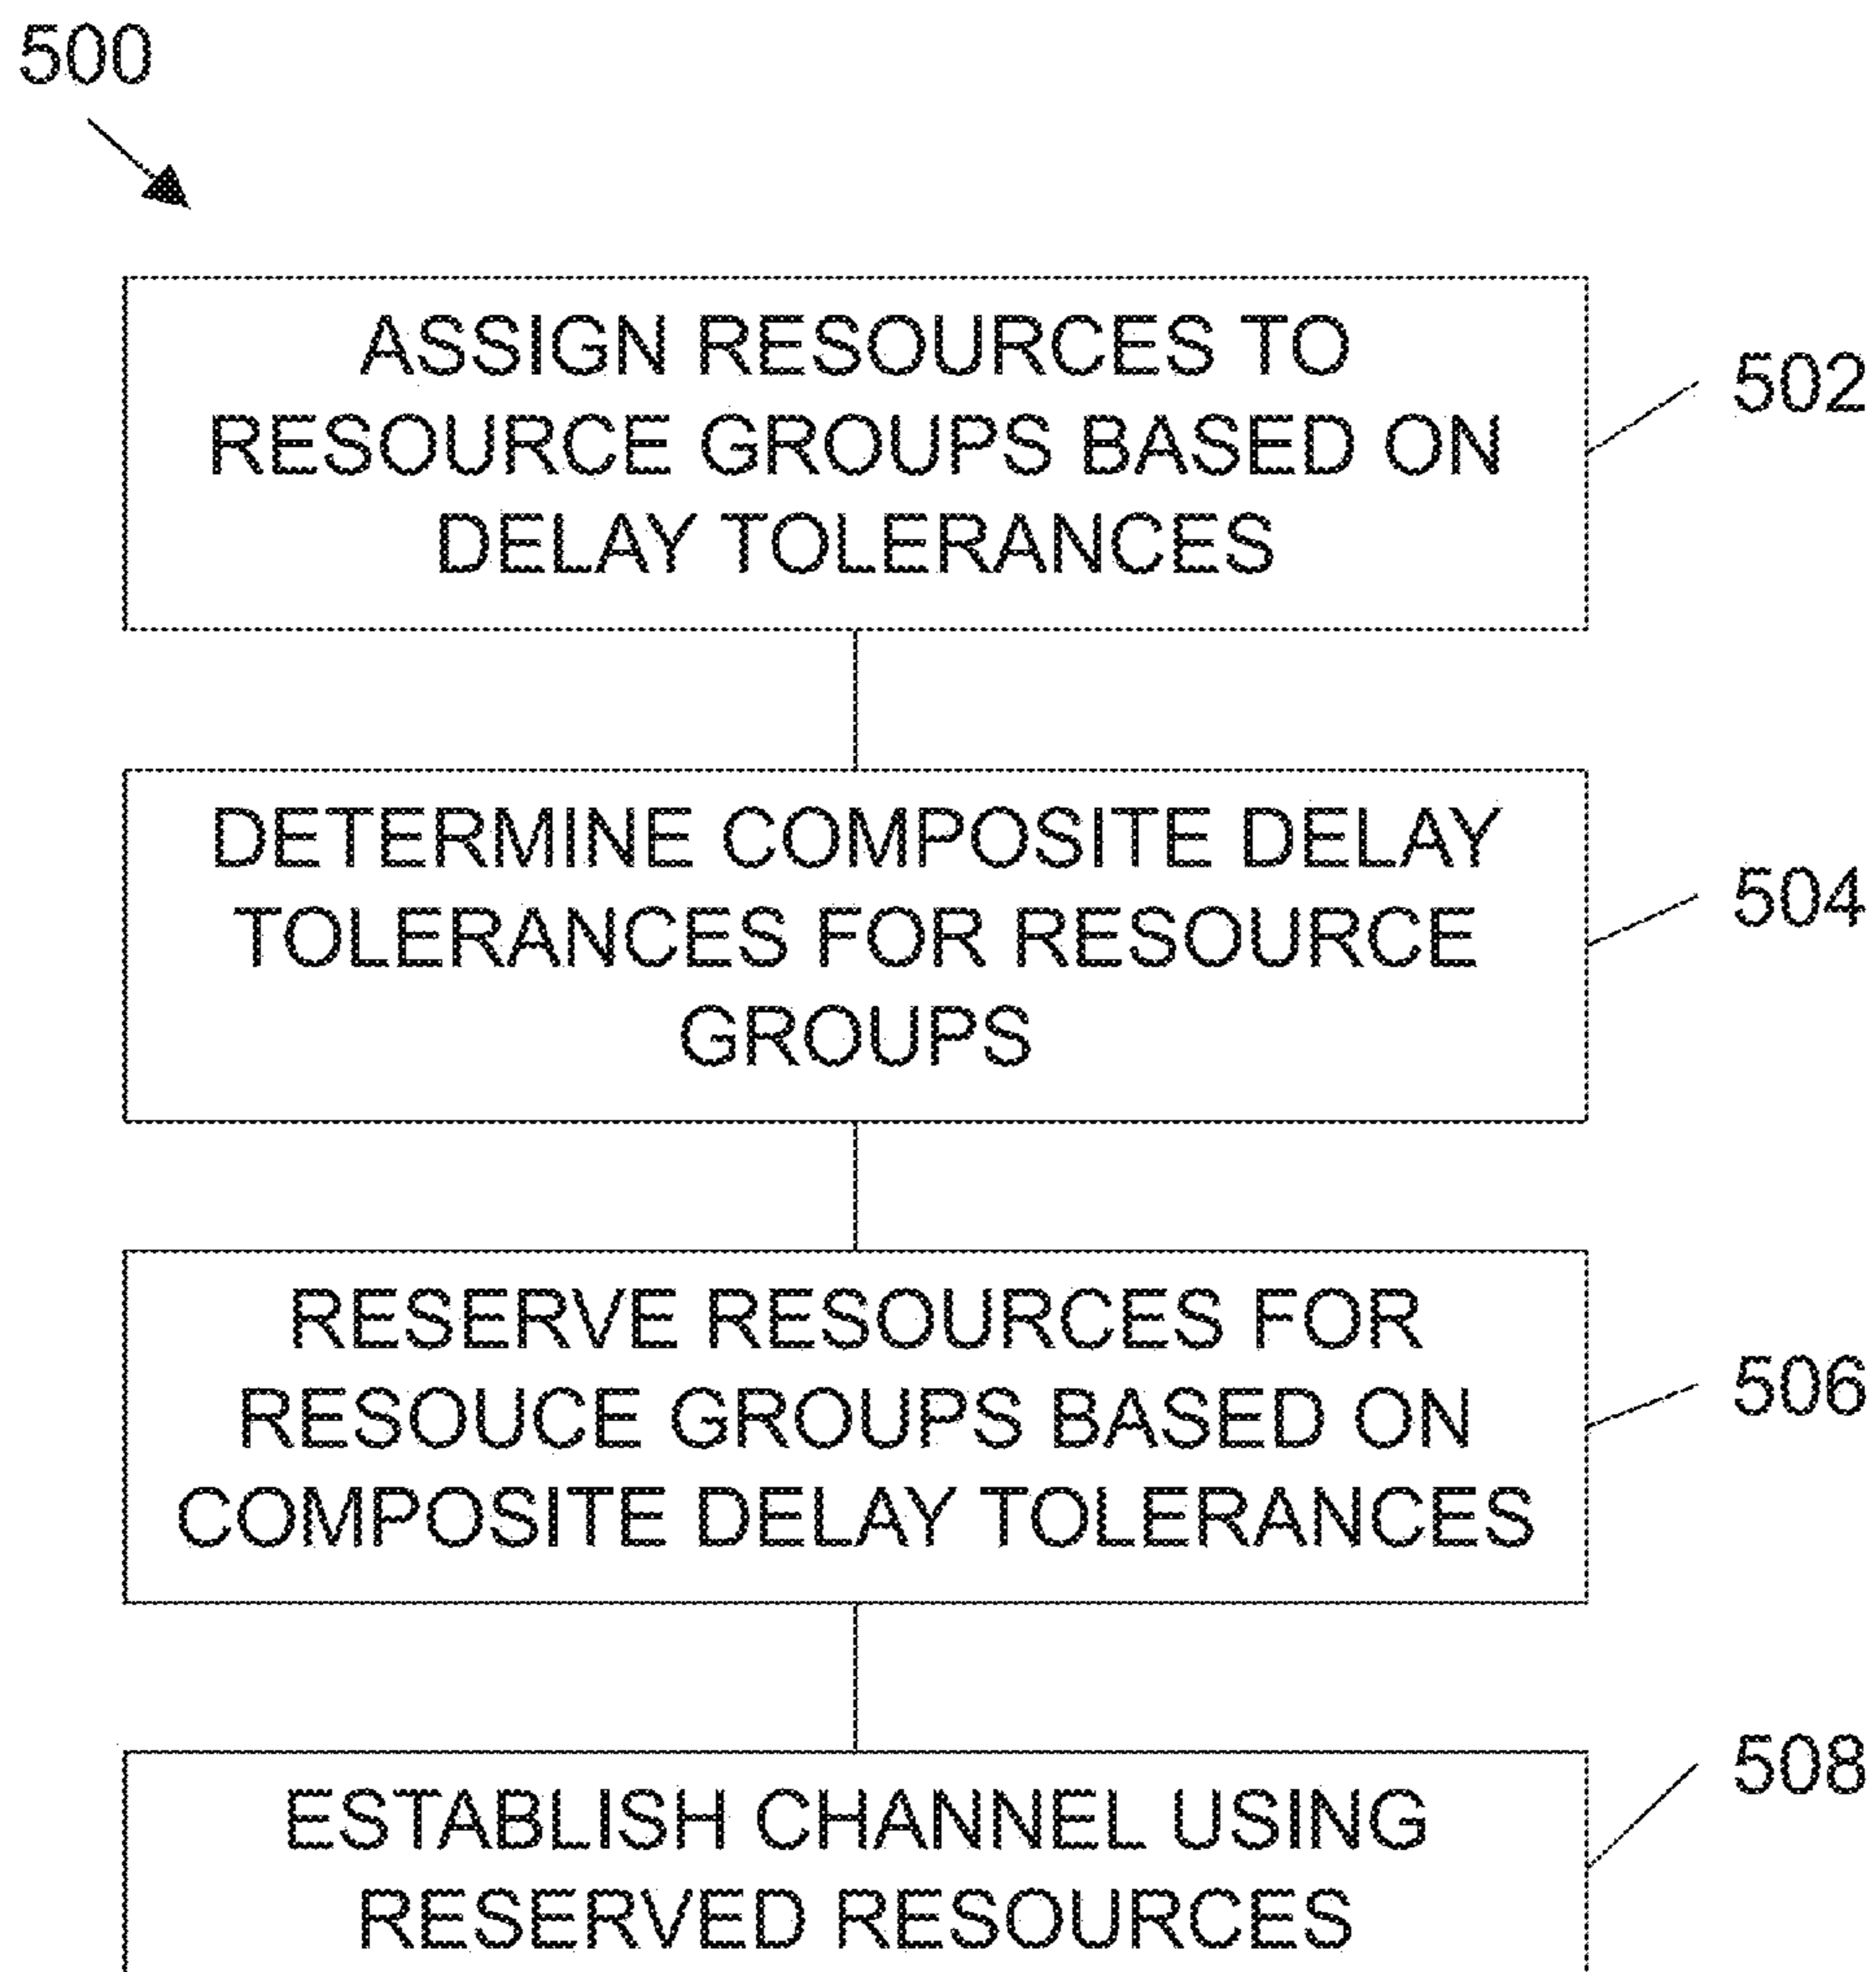 500
ASSIGN RESOURCES TO
RESOURCE GROUPS BASED ON
DELAY TOLERANCES
502
DETERMINE COMPOSITE DELAY
TOLERANCES FOR RESOURCE
GROUPS
504
RESERVE RESOURCES FOR
RESOUCE GROUPS BASED ON
COMPOSITE DELAY TOLERANCES
506
ESTABLISH CHANNEL USING
RESERVED RESOURCES
508